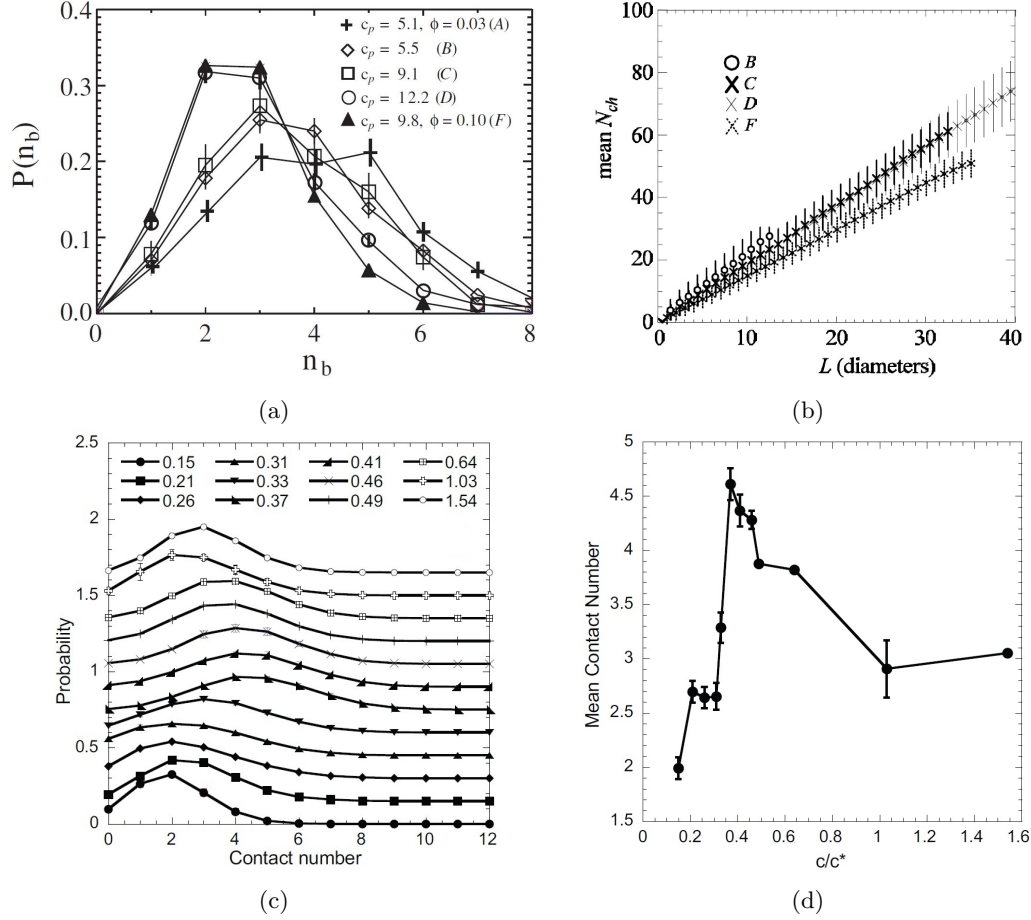 0.4
0.3
0.2
0.1
0.0
0
2
4
6
8
P(n_b)
n_b
c_p = 5.1, ϕ = 0.03 (A)
c_p = 5.5 (B)
c_p = 9.1 (C)
c_p = 12.2 (D)
c_p = 9.8, ϕ = 0.10 (F)
(a)
100
80
60
40
20
0
0
10
20
30
40
mean N_ch
L (diameters)
B
C
D
F
(b)
2.5
2
1.5
1
0.5
0
0
2
4
6
8
10
12
Probability
Contact number
0.15 0.31 0.41 0.64
0.21 0.33 0.46 1.03
0.26 0.37 0.49 1.54
(c)
5
4.5
4
3.5
3
2.5
2
1.5
0
0.2
0.4
0.6
0.8
1
1.2
1.4
1.6
Mean Contact Number
c/c*
(d)